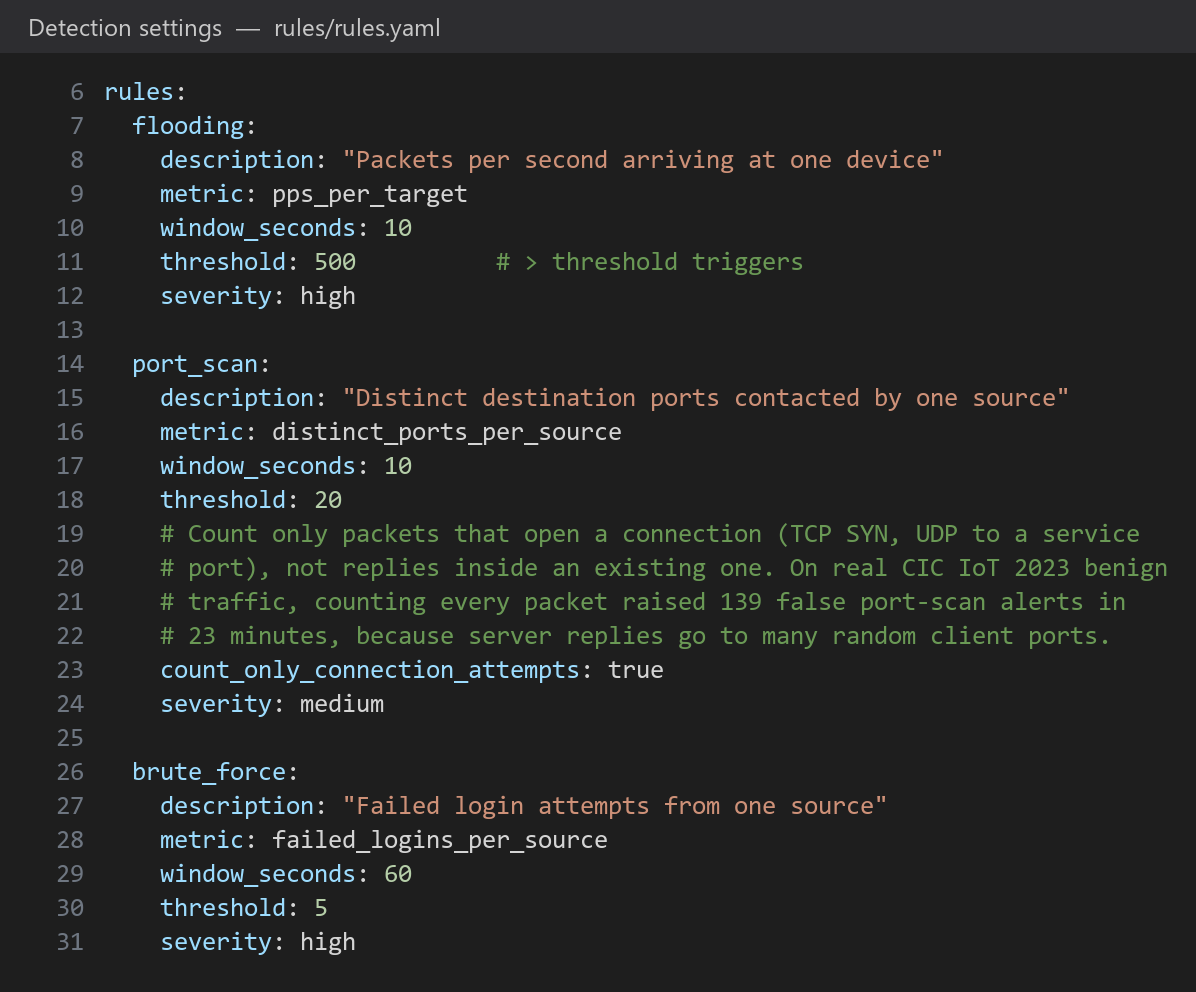 Detection settings — rules/rules.yaml
6 rules:
7   flooding:
8     description: "Packets per second arriving at one device"
9     metric: pps_per_target
10     window_seconds: 10
11     threshold: 500          # > threshold triggers
12     severity: high
13
14   port_scan:
15     description: "Distinct destination ports contacted by one source"
16     metric: distinct_ports_per_source
17     window_seconds: 10
18     threshold: 20
19     # Count only packets that open a connection (TCP SYN, UDP to a service
20     # port), not replies inside an existing one. On real CIC IoT 2023 benign
21     # traffic, counting every packet raised 139 false port-scan alerts in
22     # 23 minutes, because server replies go to many random client ports.
23     count_only_connection_attempts: true
24     severity: medium
25
26   brute_force:
27     description: "Failed login attempts from one source"
28     metric: failed_logins_per_source
29     window_seconds: 60
30     threshold: 5
31     severity: high